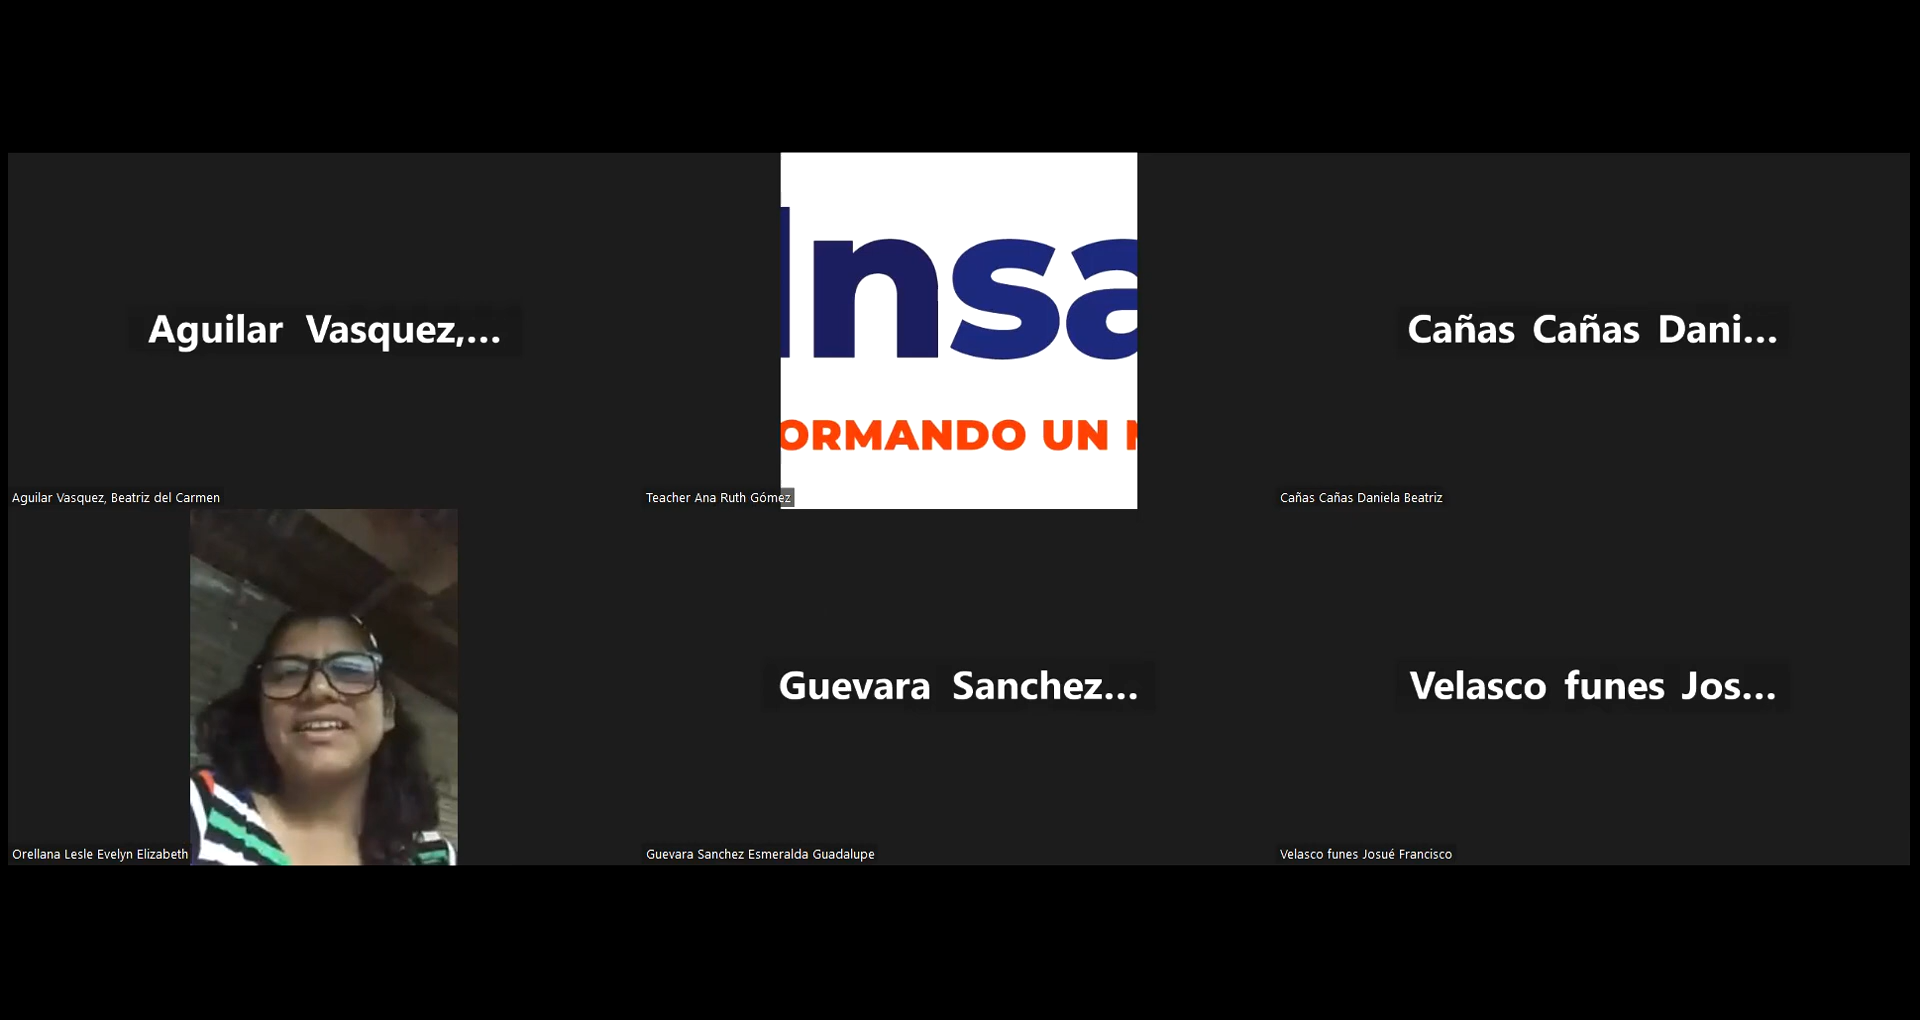 Aguilar Vasquez,...
Insa
ORMANDO UN
Cañas Cañas Dani...
Aguilar Vasquez, Beatriz del Carmen
Teacher Ana Ruth Gómez
Cañas Cañas Daniela Beatriz
Guevara Sanchez...
Velasco funes Jos...
Orellana Lesle Evelyn Elizabeth
Guevara Sanchez Esmeralda Guadalupe
Velasco funes Josué Francisco